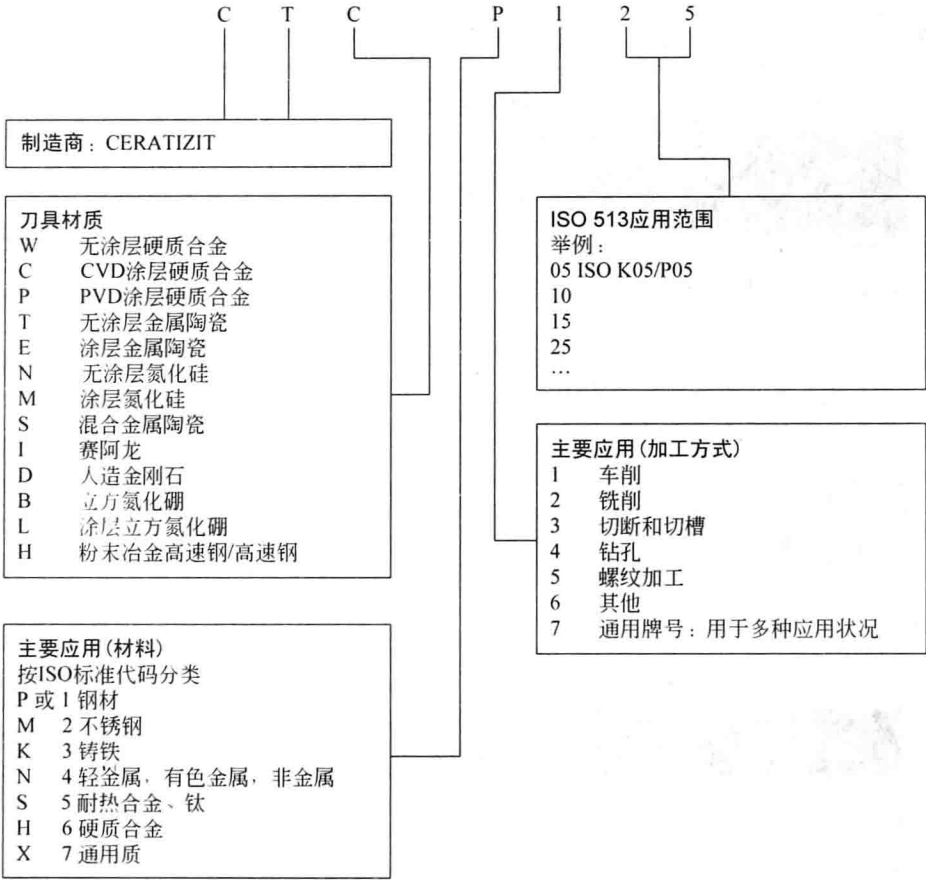 C T C P 1 2 5
制造商：CERATIZIT
刀具材质
W 无涂层硬质合金
C CVD涂层硬质合金
P PVD涂层硬质合金
T 无涂层金属陶瓷
E 涂层金属陶瓷
N 无涂层氮化硅
M 涂层氮化硅
S 混合金属陶瓷
I 赛阿龙
D 人造金刚石
B 立方氮化硼
L 涂层立方氮化硼
H 粉末冶金高速钢/高速钢
主要应用(材料)
按ISO标准代码分类
P 或 1 钢材
M 2 不锈钢
K 3 铸铁
N 4 轻金属，有色金属，非金属
S 5 耐热合金、钛
H 6 硬质合金
X 7 通用质
ISO 513应用范围
举例：
05 ISO K05/P05
10
15
25
…
主要应用(加工方式)
1 车削
2 铣削
3 切断和切槽
4 钻孔
5 螺纹加工
6 其他
7 通用牌号：用于多种应用状况